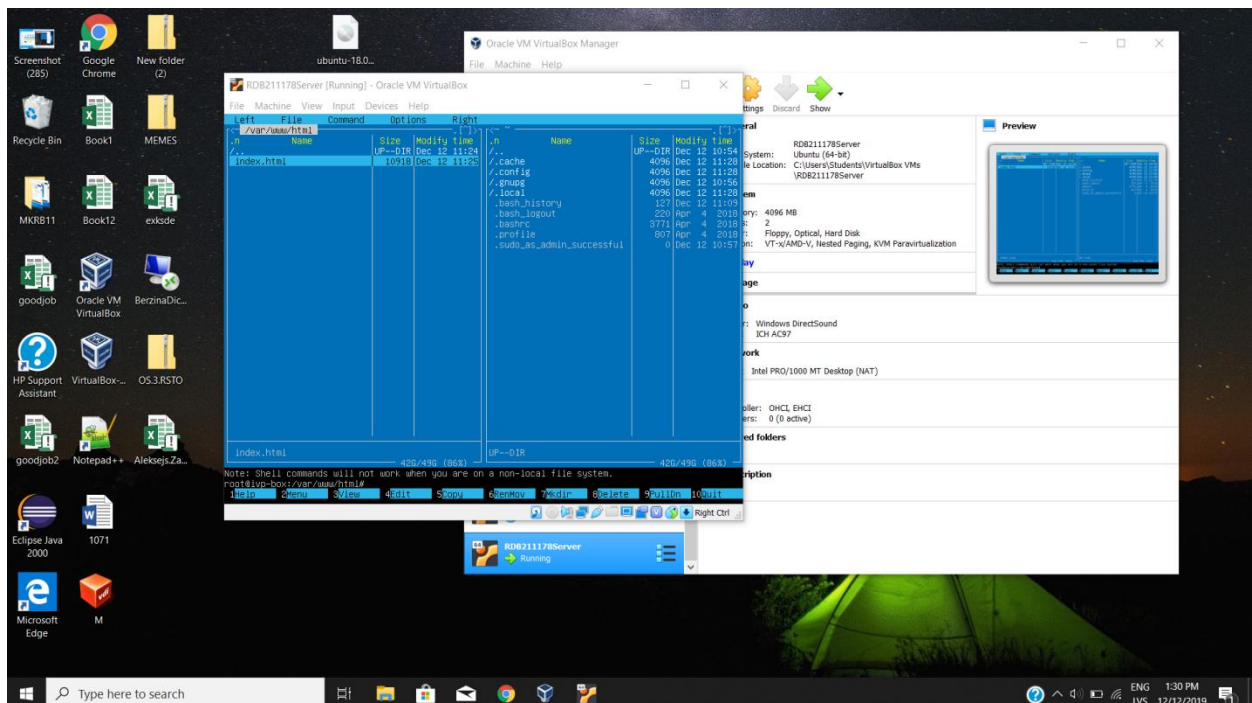 Screenshot (285)
Google Chrome
New folder (2)
ubuntu-18.0...
Recycle Bin
Book1
MEMES
MKRB11
Book12
exksde
goodjob
Oracle VM VirtualBox
BerzinaDic...
HP Support Assistant
VirtualBox-...
OS.3.RSTO
goodjob2
Notepad++
Aleksejs.Za...
Eclipse Java 2000
1071
Microsoft Edge
M
Oracle VM VirtualBox Manager
File Machine Help
ttings Discard Show
eral
RDB211178Server
System: Ubuntu (64-bit)
le Location: C:\Users\Students\VirtualBox VMs
\RDB211178Server
em
ory: 4096 MB
s: 2
r: Floppy, Optical, Hard Disk
on: VT-x/AMD-V, Nested Paging, KVM Paravirtualization
lay
age
o
r: Windows DirectSound
ICH AC97
work
Intel PRO/1000 MT Desktop (NAT)
oller: OHCI, EHCI
ers: 0 (0 active)
ed folders
cription
Preview
RDB211178Server
Running
RDB211178Server [Running] - Oracle VM VirtualBox
File Machine View Input Devices Help
Left File Command Options Right
/var/www/html
.n Name Size Modify time
/.. UP--DIR Dec 12 11:24
index.html 10918 Dec 12 11:25
~
.n Name Size Modify time
/.. UP--DIR Dec 12 10:54
/.cache 4096 Dec 12 11:28
/.config 4096 Dec 12 11:28
/.gnupg 4096 Dec 12 10:56
/.local 4096 Dec 12 11:28
.bash_history 127 Dec 12 11:09
.bash_logout 220 Apr 4 2018
.bashrc 3771 Apr 4 2018
.profile 807 Apr 4 2018
.sudo_as_admin_successful 0 Dec 12 10:57
index.html
42G/49G (86%)
UP--DIR
42G/49G (86%)
Note: Shell commands will not work when you are on a non-local file system.
root@ivp-box:/var/www/html#
1Help 2Menu 3View 4Edit 5Copy 6RenMov 7Mkdir 8Delete 9PullDn 10Quit
Right Ctrl
Type here to search
ENG 1:30 PM
LVS 12/12/2019